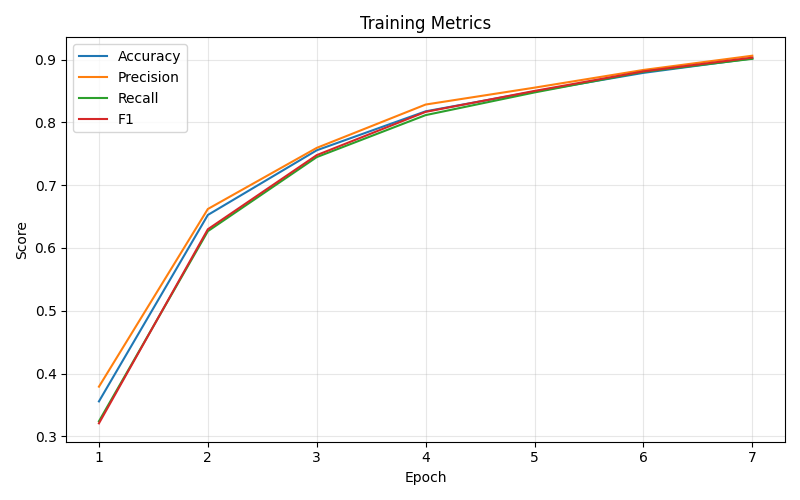 Training Metrics
Accuracy
Precision
Recall
F1
0.9
0.8
0.7
0.6
0.5
0.4
0.3
Score
1 2 3 4 5 6 7
Epoch